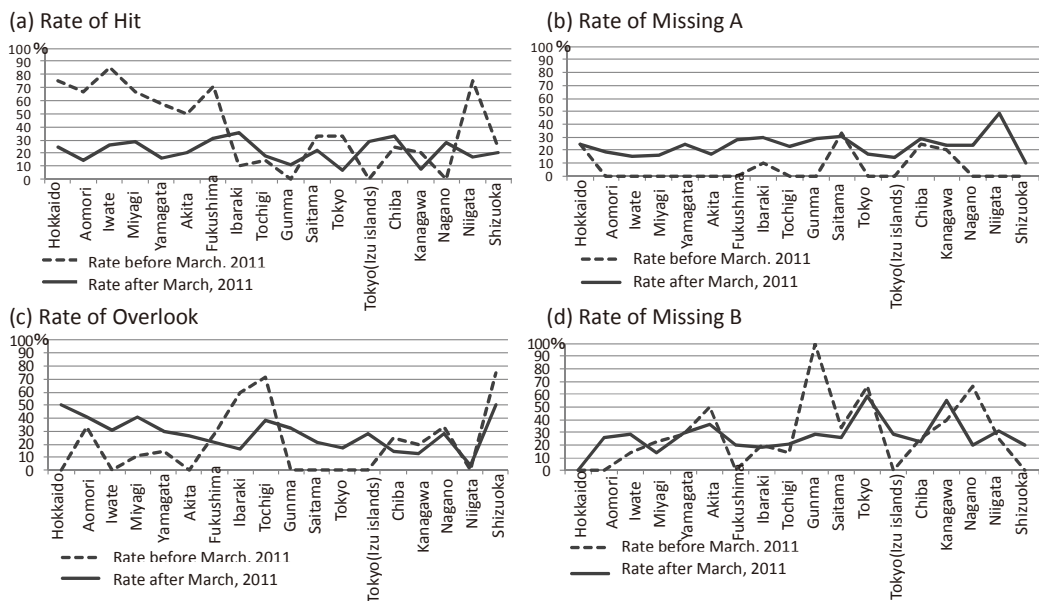 (a) Rate of Hit
100 %
90
80
70
60
50
40
30
20
10
0
Hokkaido
Aomori
Iwate
Miyagi
Yamagata
Akita
Fukushima
Ibaraki
Tochigi
Gunma
Saitama
Tokyo
Tokyo(Izu islands)
Chiba
Kanagawa
Nagano
Niigata
Shizuoka
Rate before March. 2011
Rate after March, 2011
(b) Rate of Missing A
100%
90
80
70
60
50
40
30
20
10
0
Hokkaido
Aomori
Iwate
Miyagi
Yamagata
Akita
Fukushima
Ibaraki
Tochigi
Gunma
Saitama
Tokyo
Tokyo(Izu islands)
Chiba
Kanagawa
Nagano
Niigata
Shizuoka
Rate before March. 2011
Rate after March, 2011
(c) Rate of Overlook
100%
90
80
70
60
50
40
30
20
10
0
Hokkaido
Aomori
Iwate
Miyagi
Yamagata
Akita
Fukushima
Ibaraki
Tochigi
Gunma
Saitama
Tokyo
Tokyo(Izu islands)
Chiba
Kanagawa
Nagano
Niigata
Shizuoka
Rate before March. 2011
Rate after March, 2011
(d) Rate of Missing B
100%
90
80
70
60
50
40
30
20
10
0
Hokkaido
Aomori
Iwate
Miyagi
Yamagata
Akita
Fukushima
Ibaraki
Tochigi
Gunma
Saitama
Tokyo
Tokyo(Izu islands)
Chiba
Kanagawa
Nagano
Niigata
Shizuoka
Rate before March. 2011
Rate after March, 2011